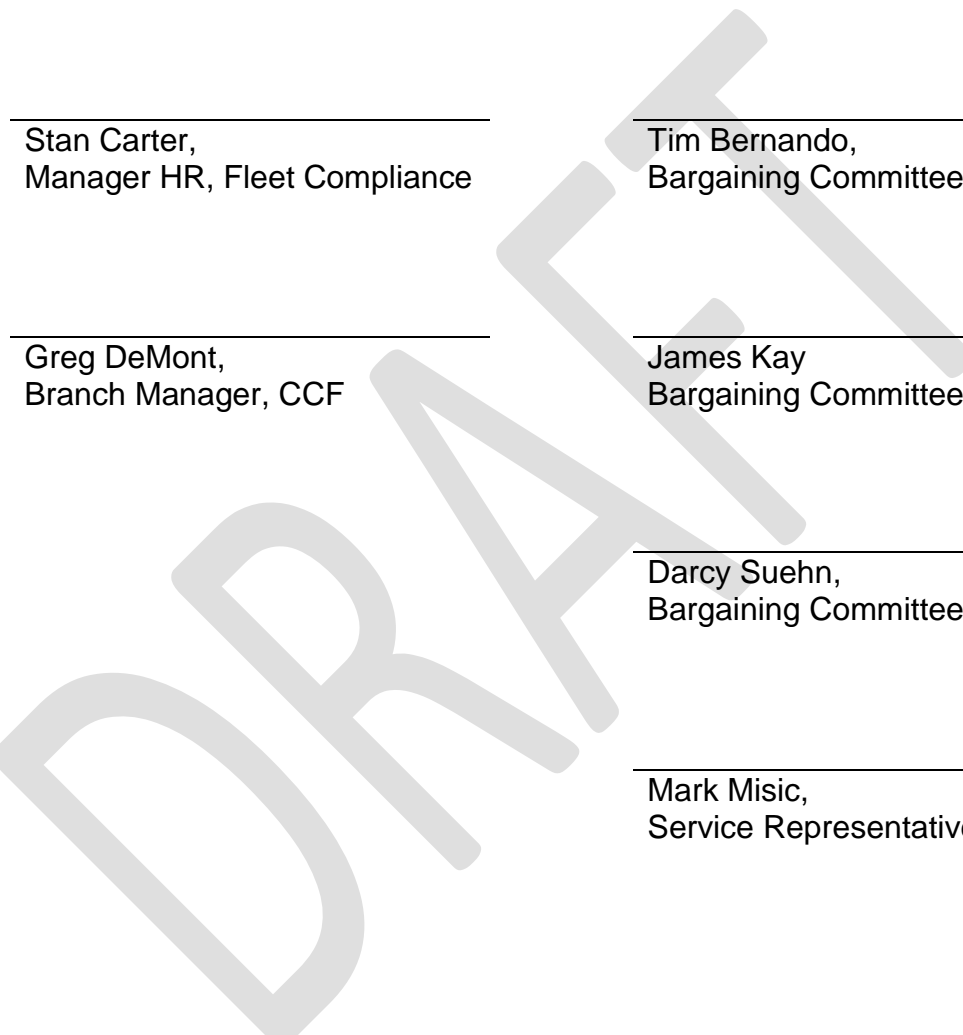 Stan Carter,
Manager HR, Fleet Compliance
Greg DeMont,
Branch Manager, CCF
Tim Bernando,
Bargaining Committee
James Kay
Bargaining Committee
Darcy Suehn,
Bargaining Committee
Mark Misic,
Service Representative
DRAFT